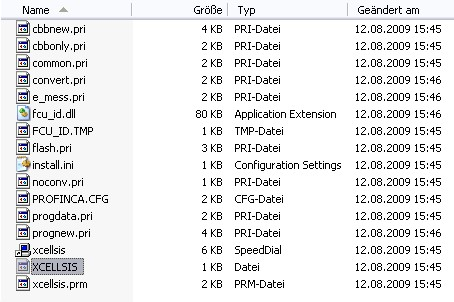 Name Größe Typ Geändert am
cbbnew.pri 4 KB PRI-Datei 12.08.2009 15:45
cbbonly.pri 2 KB PRI-Datei 12.08.2009 15:45
common.pri 2 KB PRI-Datei 12.08.2009 15:45
convert.pri 2 KB PRI-Datei 12.08.2009 15:46
e_mess.pri 2 KB PRI-Datei 12.08.2009 15:46
fcu_id.dll 80 KB Application Extension 12.08.2009 15:46
FCU_ID.TMP 1 KB TMP-Datei 12.08.2009 15:45
flash.pri 3 KB PRI-Datei 12.08.2009 15:45
install.ini 1 KB Configuration Settings 12.08.2009 15:45
noconv.pri 1 KB PRI-Datei 12.08.2009 15:45
PROFINCA.CFG 2 KB CFG-Datei 12.08.2009 15:45
progdata.pri 2 KB PRI-Datei 12.08.2009 15:45
prognew.pri 4 KB PRI-Datei 12.08.2009 15:46
xcellsis 6 KB SpeedDial 12.08.2009 15:45
XCELLSIS 1 KB Datei 12.08.2009 15:45
xcellsis.prm 2 KB PRM-Datei 12.08.2009 15:45